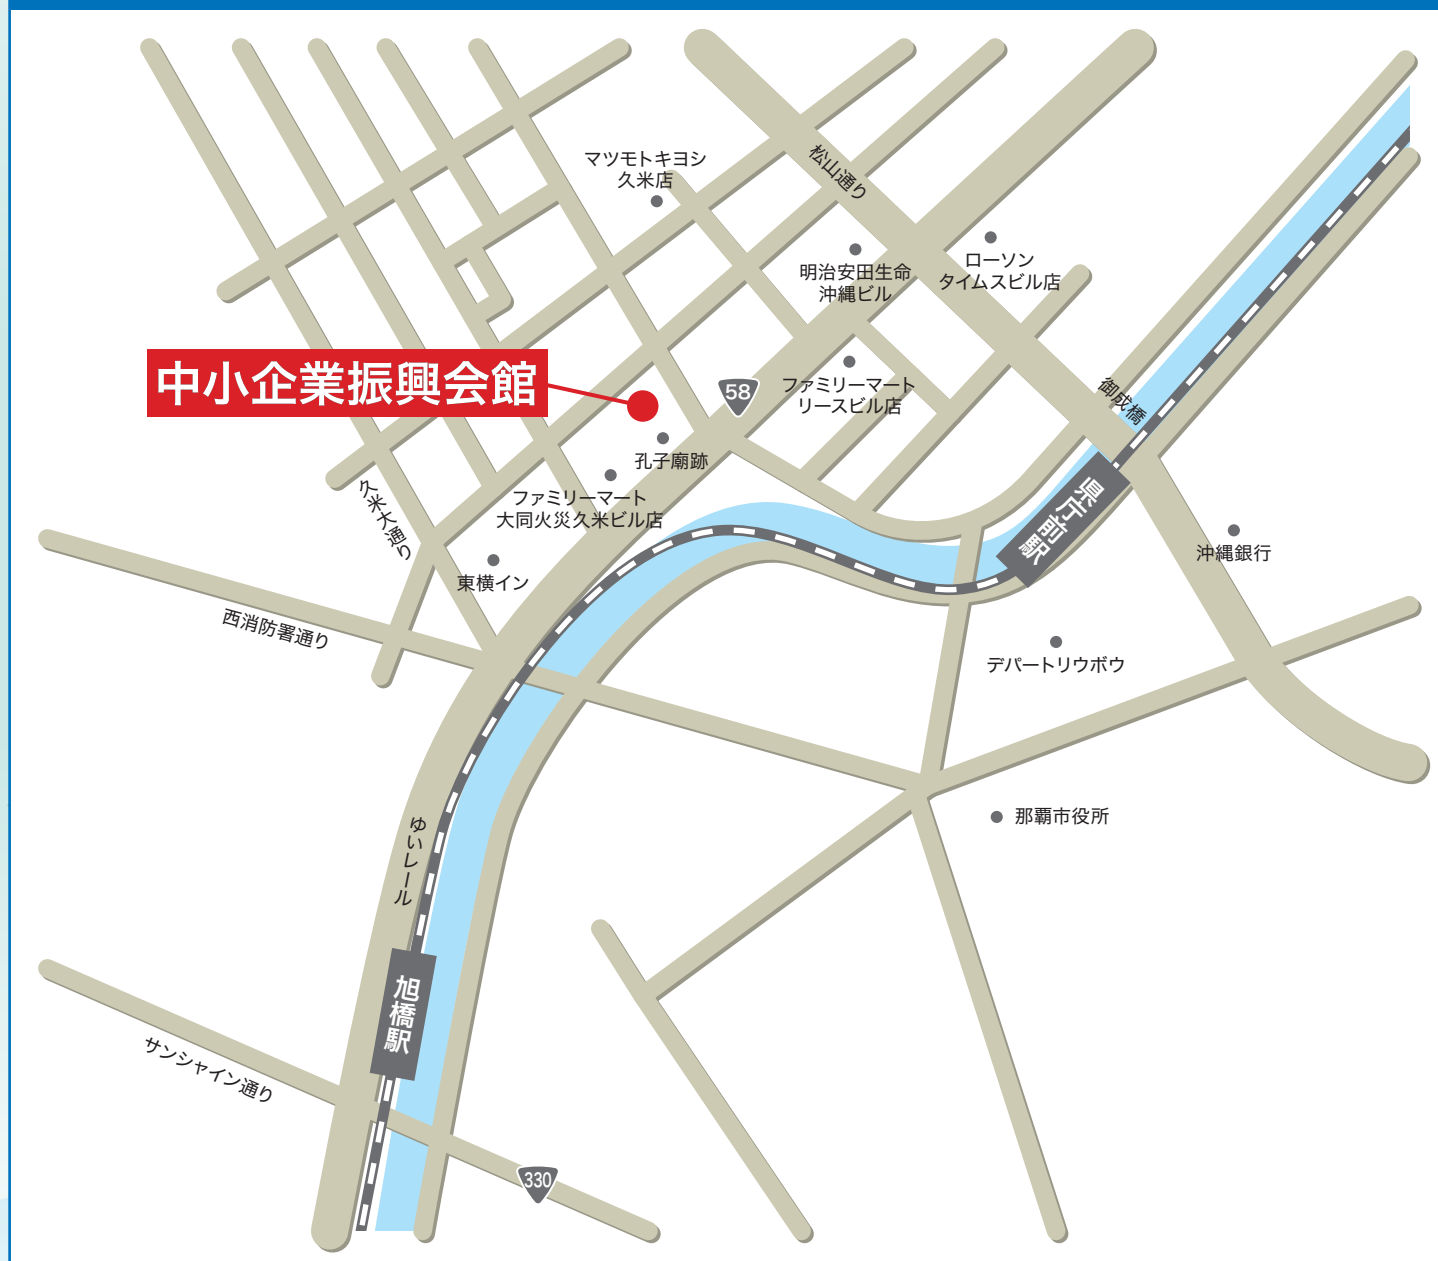 マツモトキヨシ
久米店
松山通り
明治安田生命
沖縄ビル
ローソン
タイムスビル店
中小企業振興会館
58
ファミリーマート
リースビル店
御成橋
孔子廟跡
ファミリーマート
大同火災久米ビル店
久米大通り
県庁前駅
沖縄銀行
東横イン
西消防署通り
デパートリウボウ
ゆいレール
那覇市役所
旭橋駅
サンシャイン通り
330